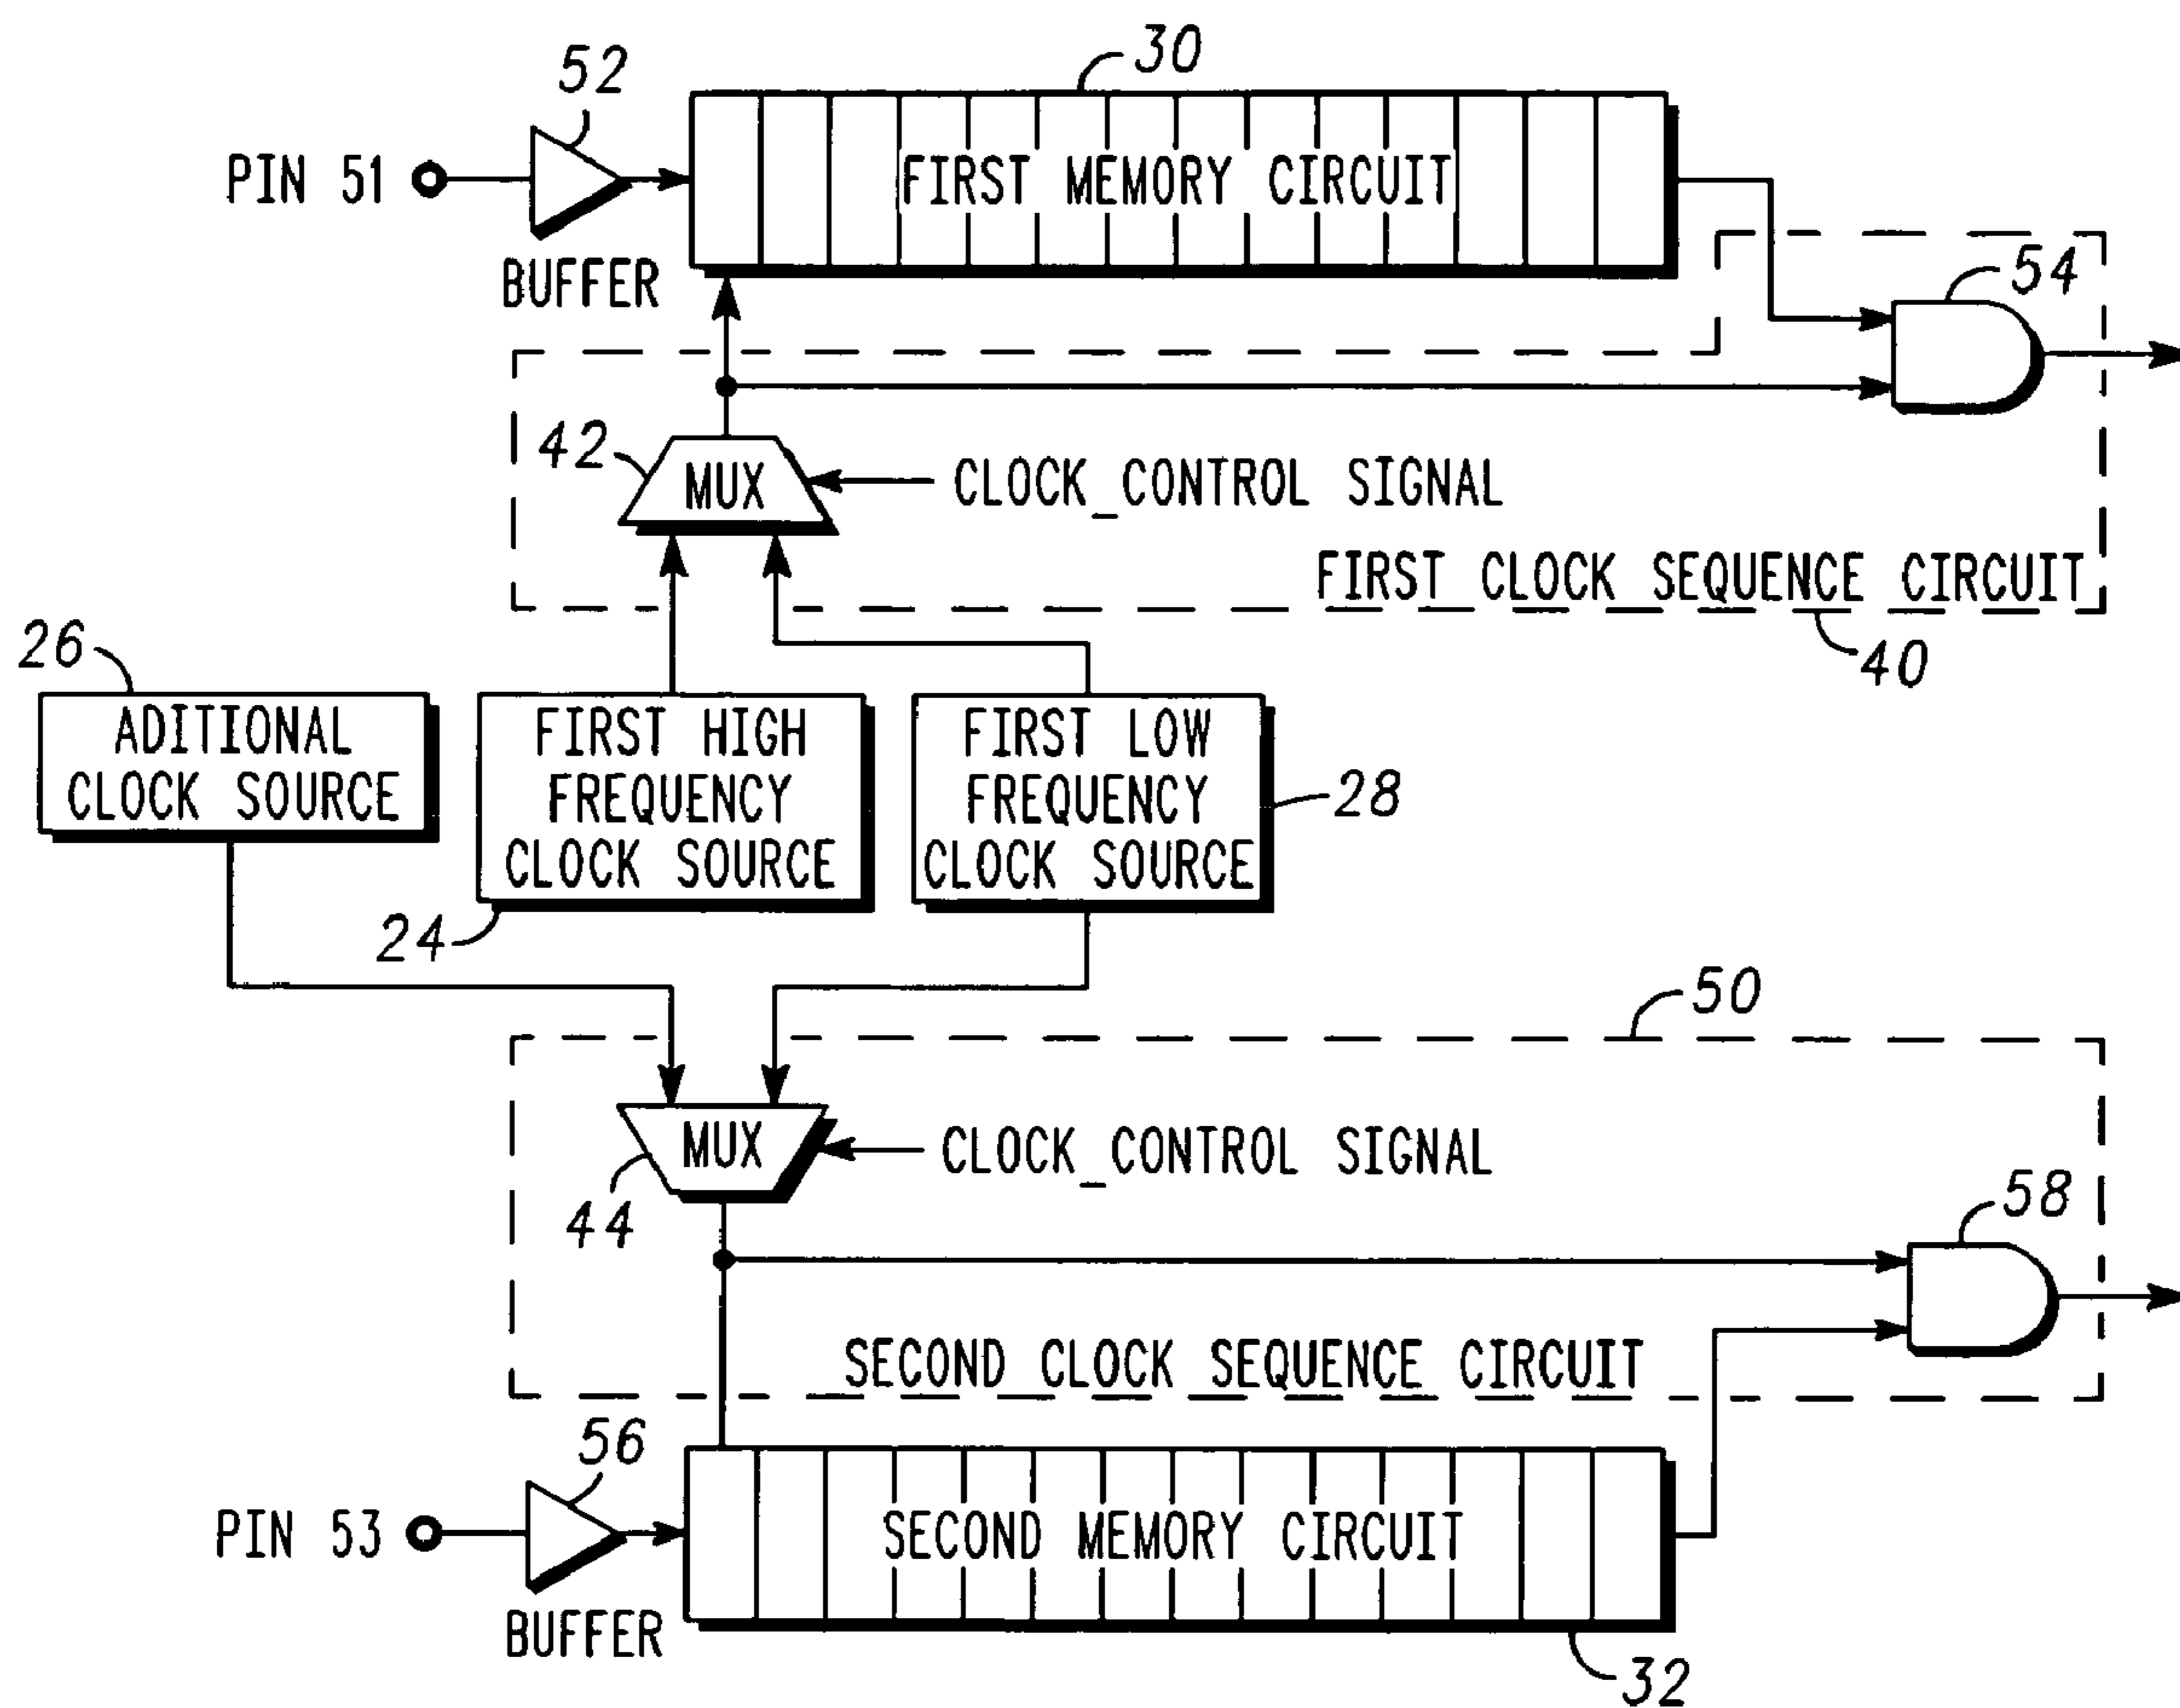 30
52
PIN 51
FIRST MEMORY CIRCUIT
BUFFER
54
42
MUX
CLOCK_CONTROL SIGNAL
FIRST CLOCK SEQUENCE CIRCUIT
40
26
ADITIONAL
CLOCK SOURCE
FIRST HIGH
FREQUENCY
CLOCK SOURCE
24
FIRST LOW
FREQUENCY
CLOCK SOURCE
28
50
MUX
CLOCK_CONTROL SIGNAL
44
58
SECOND CLOCK SEQUENCE CIRCUIT
56
PIN 53
SECOND MEMORY CIRCUIT
BUFFER
32